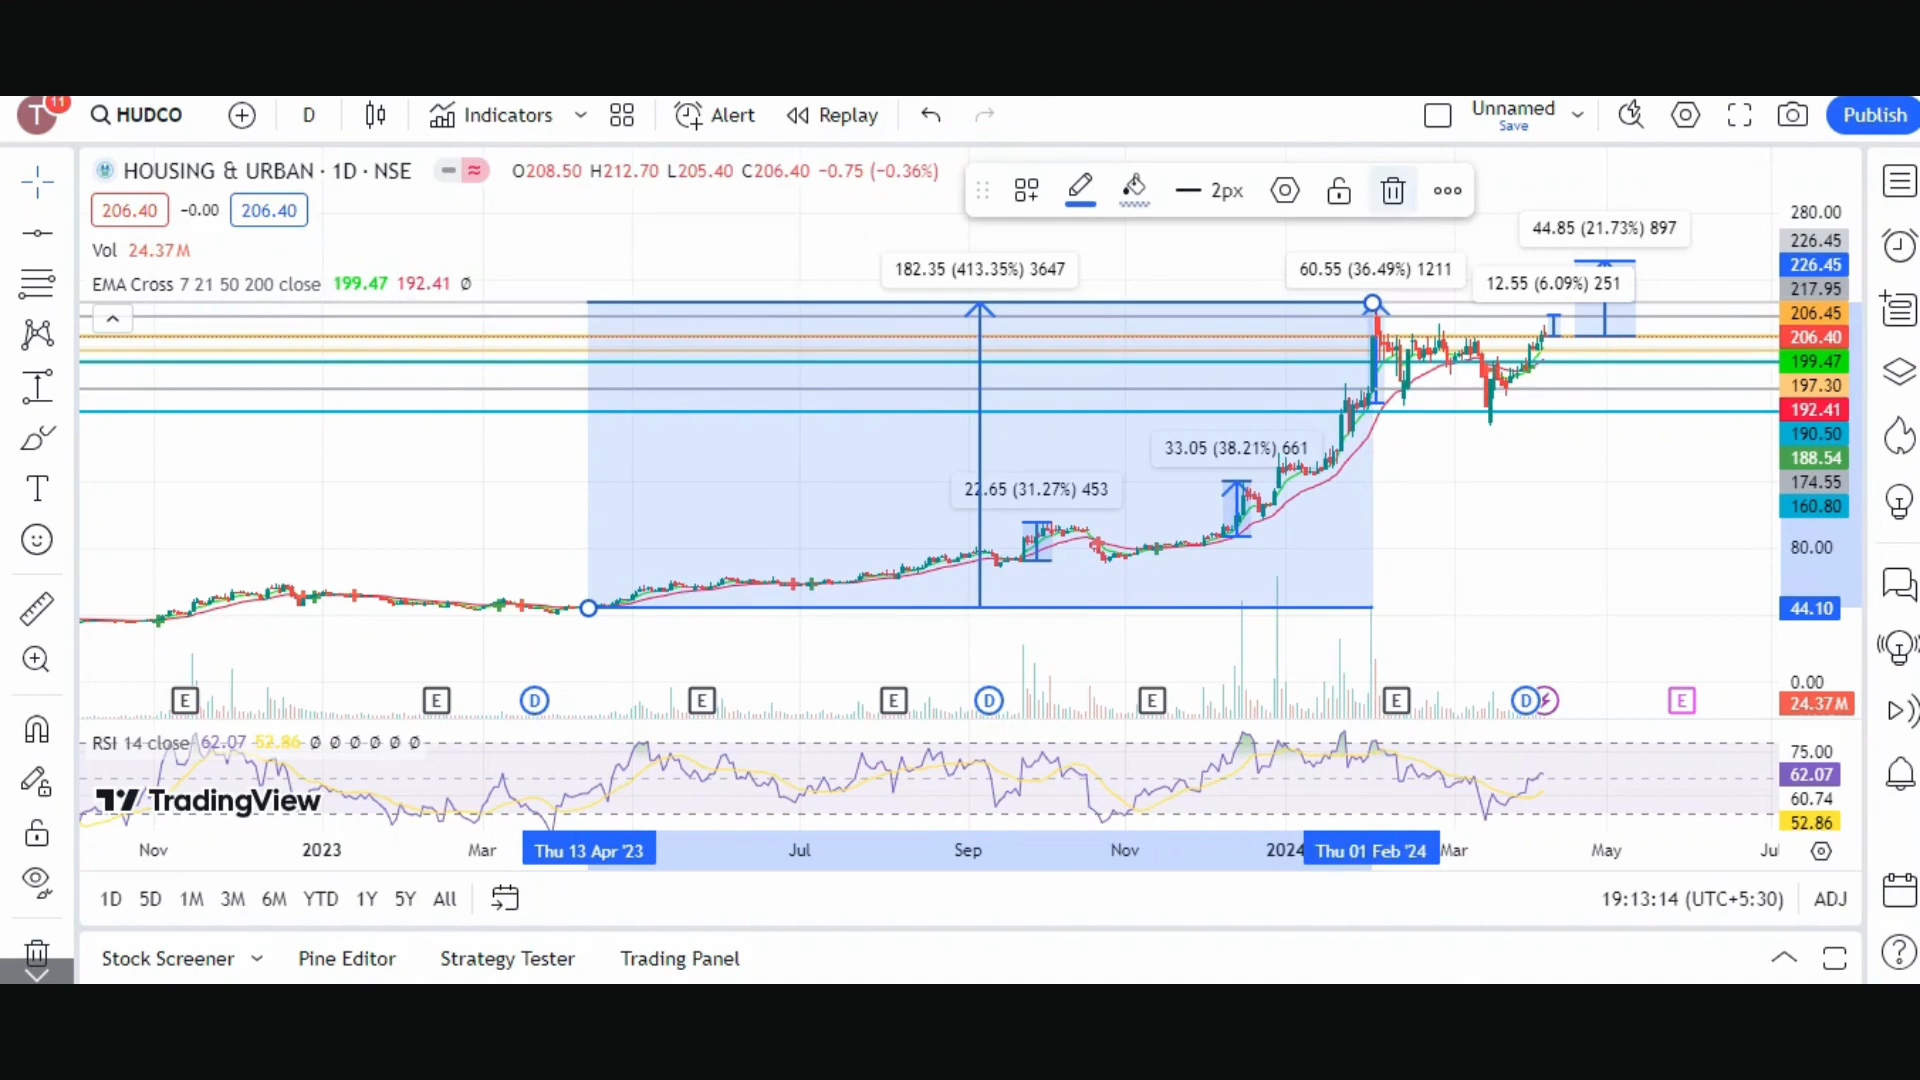 T 11 HUDCO D Indicators Alert Replay Unnamed Save Publish
HOUSING & URBAN · 1D · NSE O208.50 H212.70 L205.40 C206.40 −0.75 (−0.36%)
2px
206.40 −0.00 206.40
Vol 24.37M
EMA Cross 7 21 50 200 close 199.47 192.41 Ø
44.85 (21.73%) 897
182.35 (413.35%) 3647
60.55 (36.49%) 1211
12.55 (6.09%) 251
33.05 (38.21%) 661
22.65 (31.27%) 453
280.00
226.45
226.45
217.95
206.45
206.40
199.47
197.30
192.41
190.50
188.54
174.55
160.80
80.00
44.10
0.00
24.37M
E E D E E D E E D E
RSI 14 close 62.07 52.86 Ø Ø Ø Ø Ø Ø
75.00
62.07
60.74
52.86
TradingView
Nov 2023 Mar Thu 13 Apr '23 Jul Sep Nov 2024 Thu 01 Feb '24 Mar May Jul
1D 5D 1M 3M 6M YTD 1Y 5Y All 19:13:14 (UTC+5:30) ADJ
Stock Screener Pine Editor Strategy Tester Trading Panel